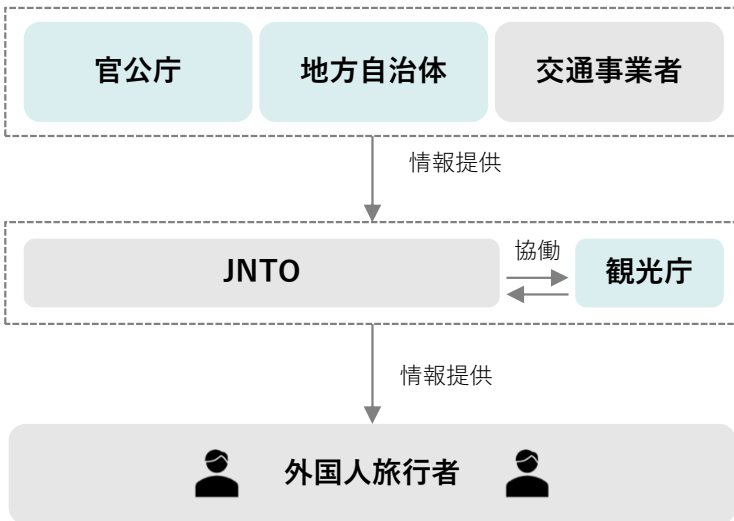 官公庁
地方自治体
交通事業者
情報提供
JNTO
協働
観光庁
情報提供
外国人旅行者